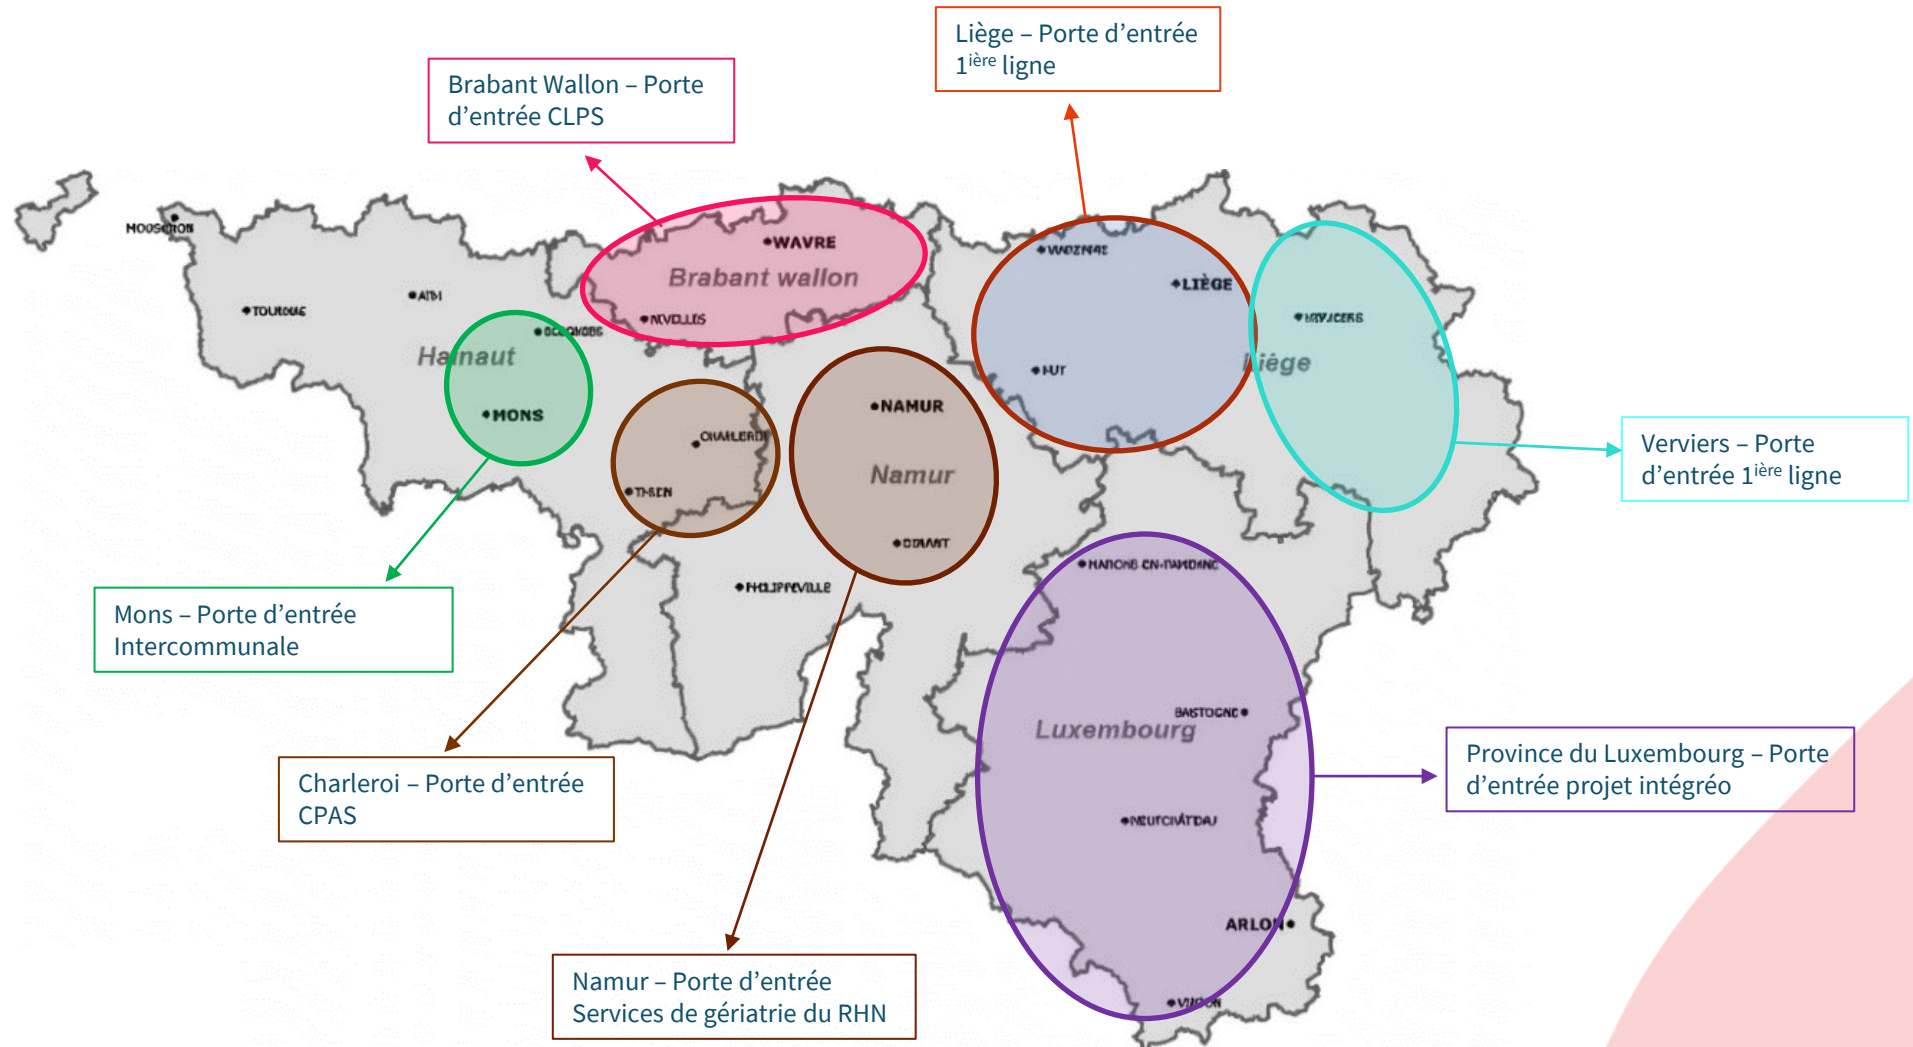 Liège – Porte d’entrée
1ière ligne
Brabant Wallon – Porte
d’entrée CLPS
MOUSCRON
WAVRE
Brabant wallon
LIÈGE
TOURNAI
ATH
NIVELLES
Hainaut
Liège
MONS
NAMUR
CHARLEROI
Namur
Verviers – Porte
d’entrée 1ière ligne
DINANT
MARCHE-EN-FAMENNE
PHILIPPEVILLE
Mons – Porte d’entrée
Intercommunale
BASTOGNE
Luxembourg
Province du Luxembourg – Porte
d’entrée projet intégréo
Charleroi – Porte d’entrée
CPAS
NEUFCHÂTEAU
ARLON
Namur – Porte d’entrée
Services de gériatrie du RHN
VIRTON